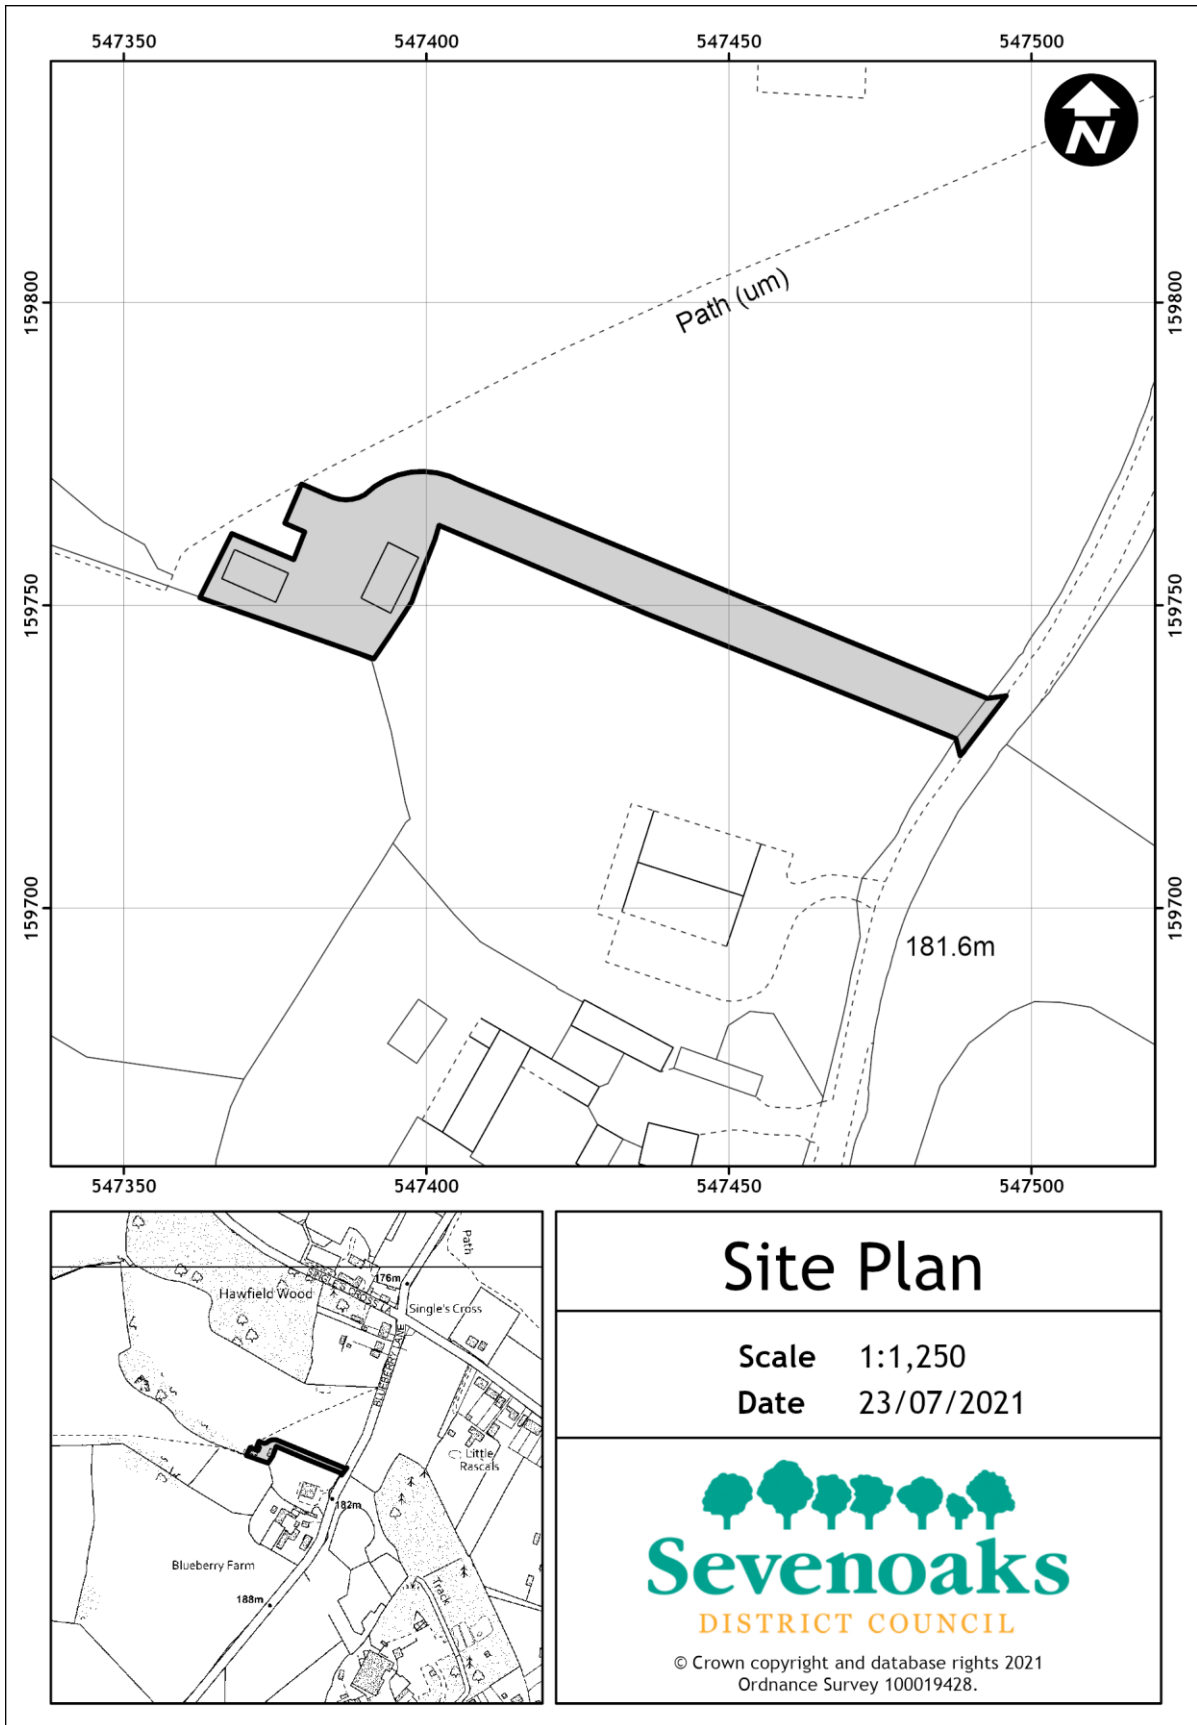 547350 547400 547450 547500
N
159800 159800
Path (um)
159750 159750
159700 159700
181.6m
547350 547400 547450 547500
Path
176m
Hawfield Wood
Single's Cross
BLUEBERRY LANE
Little
Rascals
182m
Blueberry Farm
Track
188m
Site Plan
Scale 1:1,250
Date 23/07/2021
Sevenoaks
DISTRICT COUNCIL
© Crown copyright and database rights 2021
Ordnance Survey 100019428.